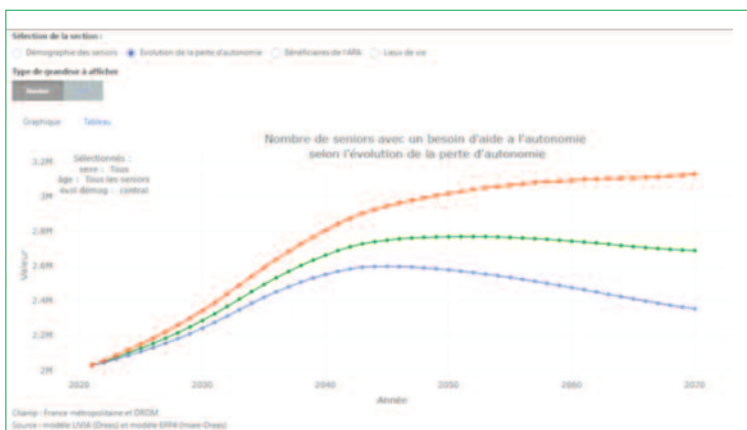 Sélection de la section :
Démographie des seniors Evolution de la perte d'autonomie Bénéficiaires de l'APA Lieux de vie
Type de grandeur à afficher
Graphique Tableau
Nombre de seniors avec un besoin d'aide a l'autonomie
selon l'évolution de la perte d'autonomie
Sélectionnés :
sexe : Tous
âge : Tous les seniors
évol démog : central
3.2M
3M
2.8M
2.6M
2.4M
2.2M
2M
Valeur
2020 2030 2040 2050 2060 2070
Année
Champ : France métropolitaine et DROM
Source : modèle LIVIA (Drees) et modèle (Insee-Drees)